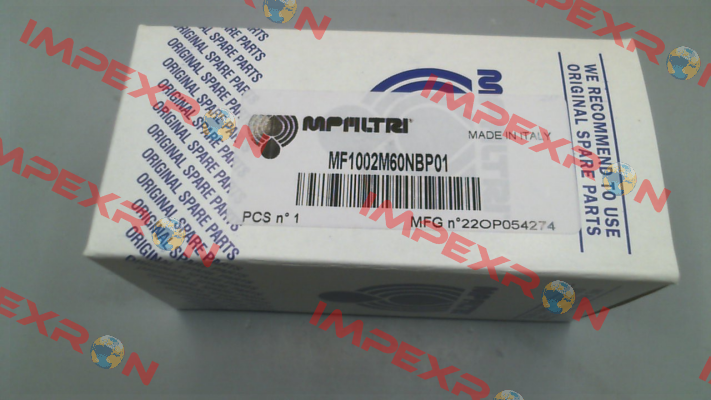 MPFILTRI®
MADE IN ITALY
MF1002M60NBP01
PCS n° 1
MFG n°22OP054274
WE RECOMMEND TO USE
ORIGINAL SPARE PARTS
ORIGINAL SPARE PARTS
ORIGINAL SPARE PARTS
ORIGINAL SPARE PARTS
ORIGINAL SPARE PARTS
ORIGINAL SPARE PARTS
ORIGINAL SPARE PARTS
IMPEXRON
IMPEXRON
IMPEXRON
IMPEXRON
IMPEXRON